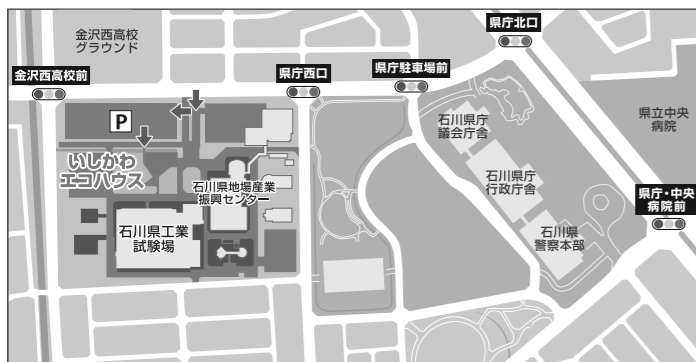 金沢西高校
グラウンド
県庁北口
金沢西高校前
県庁西口
県庁駐車場前
P
石川県庁
議会庁舎
県立中央
病院
いしかわ
エコハウス
石川県地場産業
振興センター
石川県庁
行政庁舎
県庁・中央
病院前
石川県工業
試験場
石川県
警察本部